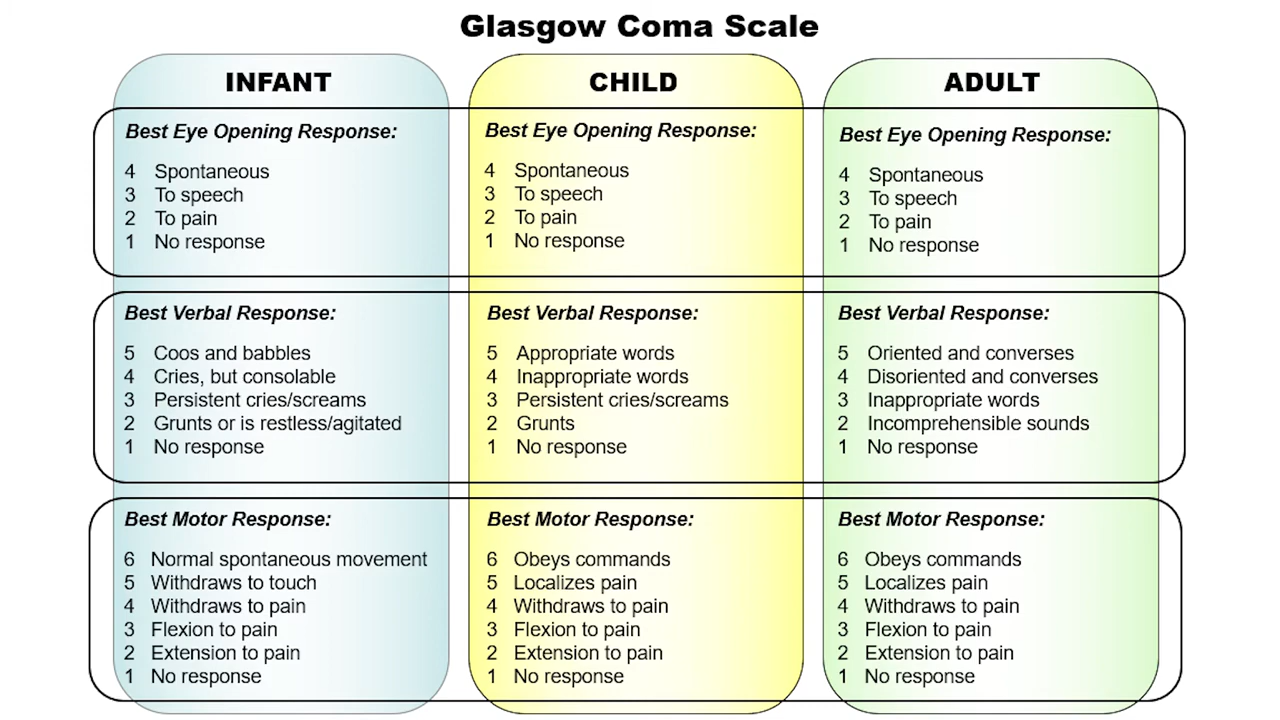 Glasgow Coma Scale
INFANT
Best Eye Opening Response:
4 Spontaneous
3 To speech
2 To pain
1 No response
Best Verbal Response:
5 Coos and babbles
4 Cries, but consolable
3 Persistent cries/screams
2 Grunts or is restless/agitated
1 No response
Best Motor Response:
6 Normal spontaneous movement
5 Withdraws to touch
4 Withdraws to pain
3 Flexion to pain
2 Extension to pain
1 No response
CHILD
Best Eye Opening Response:
4 Spontaneous
3 To speech
2 To pain
1 No response
Best Verbal Response:
5 Appropriate words
4 Inappropriate words
3 Persistent cries/screams
2 Grunts
1 No response
Best Motor Response:
6 Obeys commands
5 Localizes pain
4 Withdraws to pain
3 Flexion to pain
2 Extension to pain
1 No response
ADULT
Best Eye Opening Response:
4 Spontaneous
3 To speech
2 To pain
1 No response
Best Verbal Response:
5 Oriented and converses
4 Disoriented and converses
3 Inappropriate words
2 Incomprehensible sounds
1 No response
Best Motor Response:
6 Obeys commands
5 Localizes pain
4 Withdraws to pain
3 Flexion to pain
2 Extension to pain
1 No response